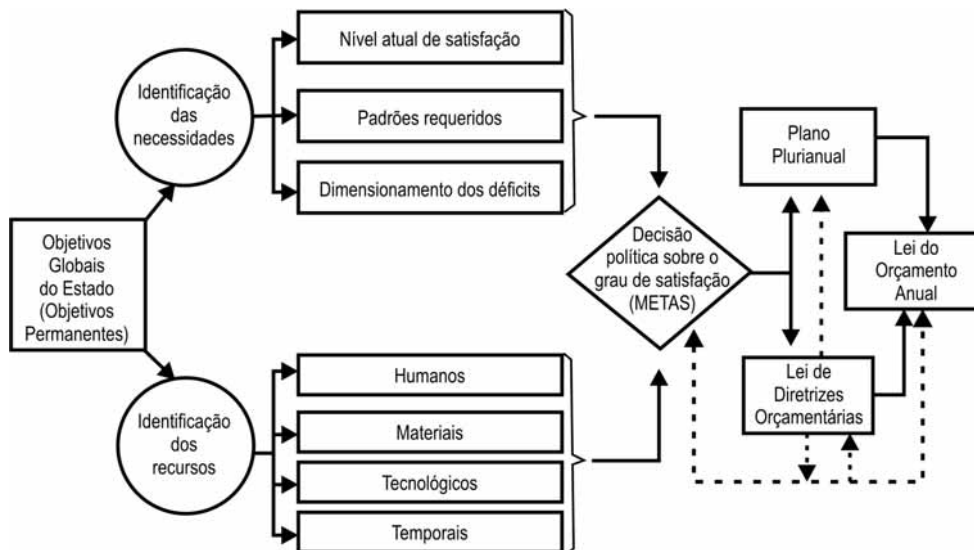 Objetivos
Globais
do Estado
(Objetivos
Permanentes)
Identificação
das
necessidades
Nível atual de satisfação
Padrões requeridos
Dimensionamento dos déficits
Identificação
dos
recursos
Humanos
Materiais
Tecnológicos
Temporais
Decisão
política sobre o
grau de satisfação
(METAS)
Plano
Plurianual
Lei de
Diretrizes
Orçamentárias
Lei do
Orçamento
Anual